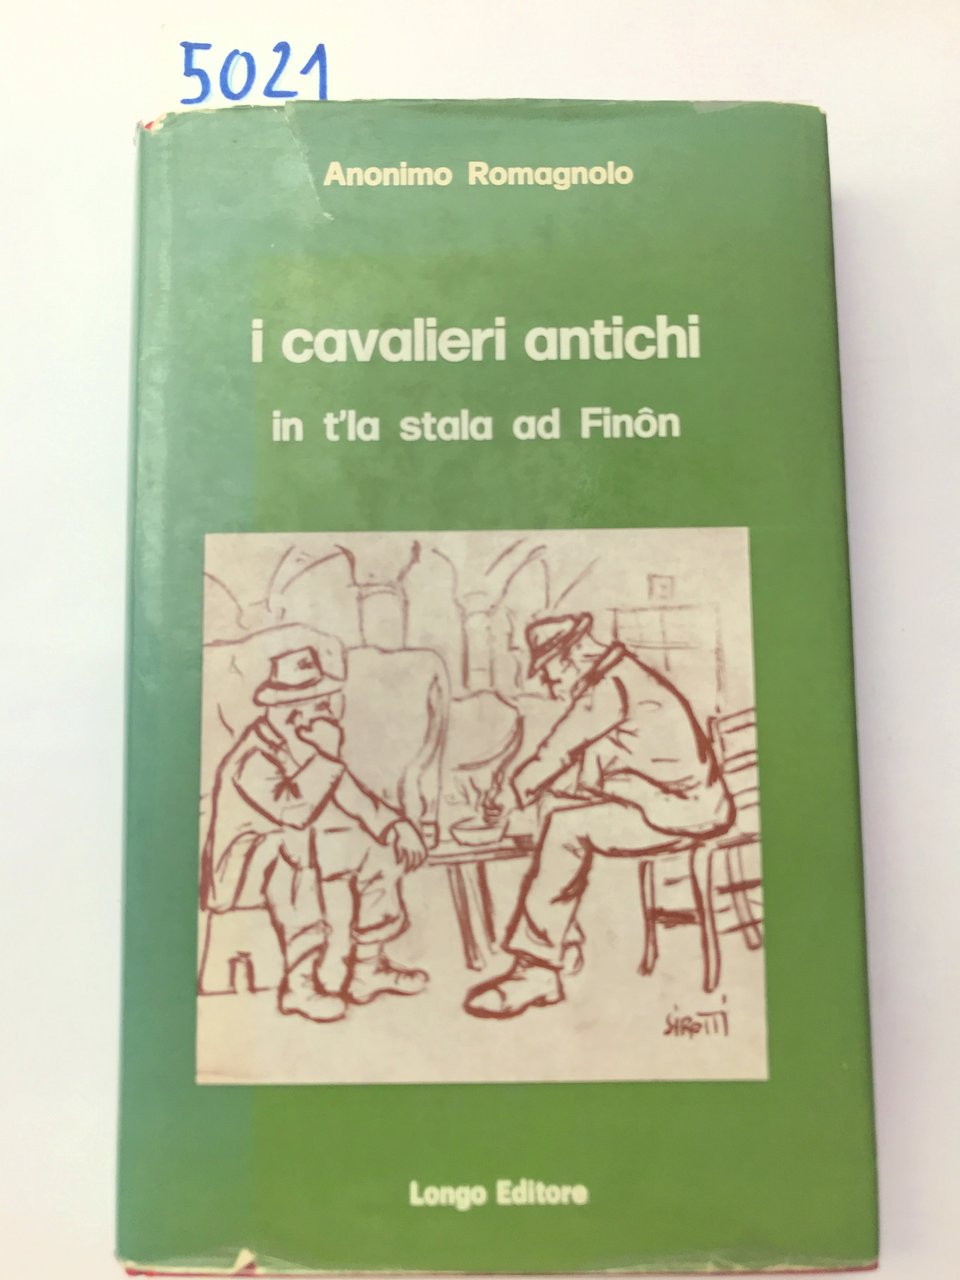 5021
Anonimo Romagnolo
i cavalieri antichi
in t'la stala ad Finôn
SIROTTI
Longo Editore